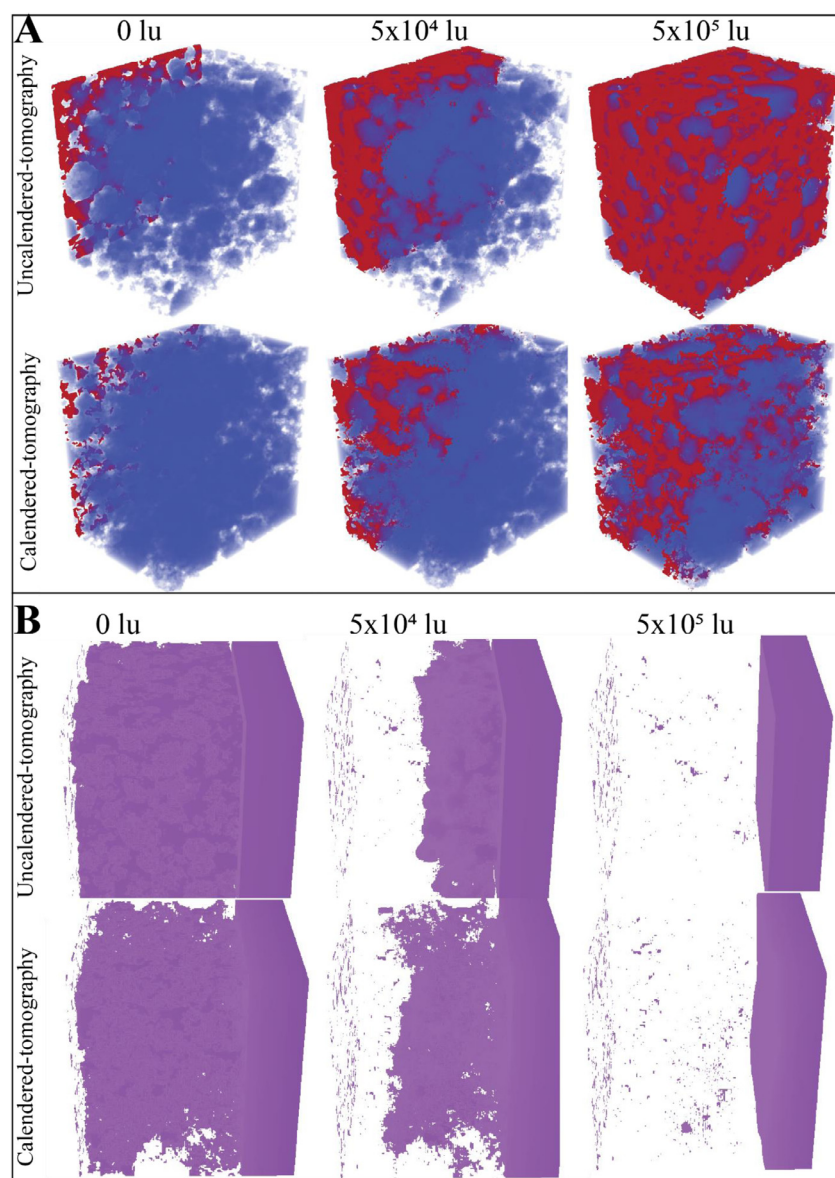 A
0 lu 5x10⁴ lu 5x10⁵ lu
Uncalendered-tomography
Calendered-tomography
B
0 lu 5x10⁴ lu 5x10⁵ lu
Uncalendered-tomography
Calendered-tomography